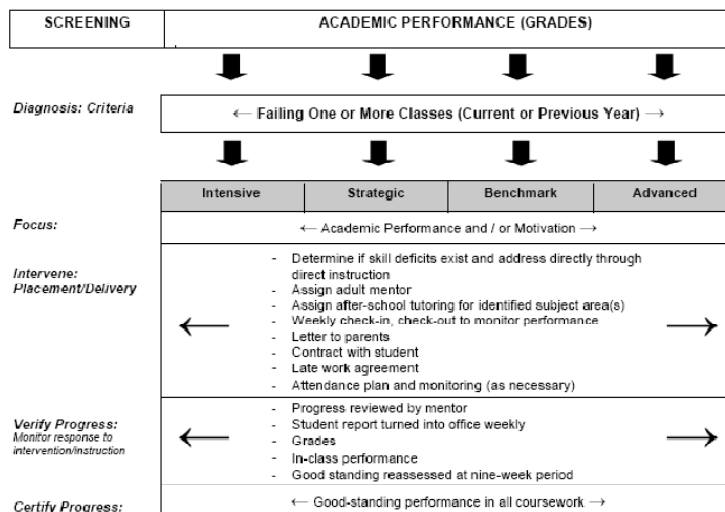 SCREENING ACADEMIC PERFORMANCE (GRADES)
Diagnosis: Criteria
← Failing One or More Classes (Current or Previous Year) →
Intensive Strategic Benchmark Advanced
Focus:
← Academic Performance and / or Motivation →
Intervene:
Placement/Delivery
- Determine if skill deficits exist and address directly through
direct instruction
- Assign adult mentor
- Assign after-school tutoring for identified subject area(s)
- Weekly check-in, check-out to monitor performance
- Letter to parents
- Contract with student
- Late work agreement
- Attendance plan and monitoring (as necessary)
Verify Progress:
Monitor response to
intervention/instruction
- Progress reviewed by mentor
- Student report turned into office weekly
- Grades
- In-class performance
- Good standing reassessed at nine-week period
Certify Progress:
← Good-standing performance in all coursework →